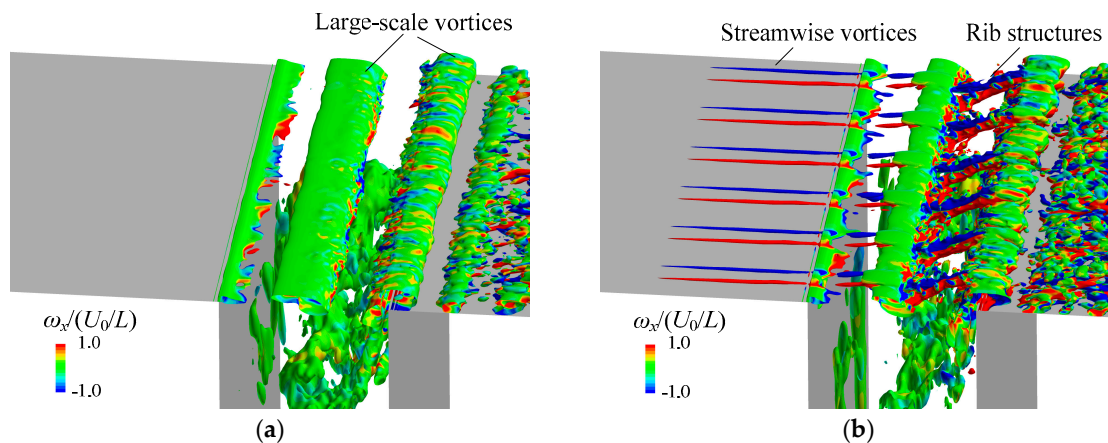 Large-scale vortices
Streamwise vortices Rib structures
ωx/(U0/L)
1.0
-1.0
ωx/(U0/L)
1.0
-1.0
(a)
(b)